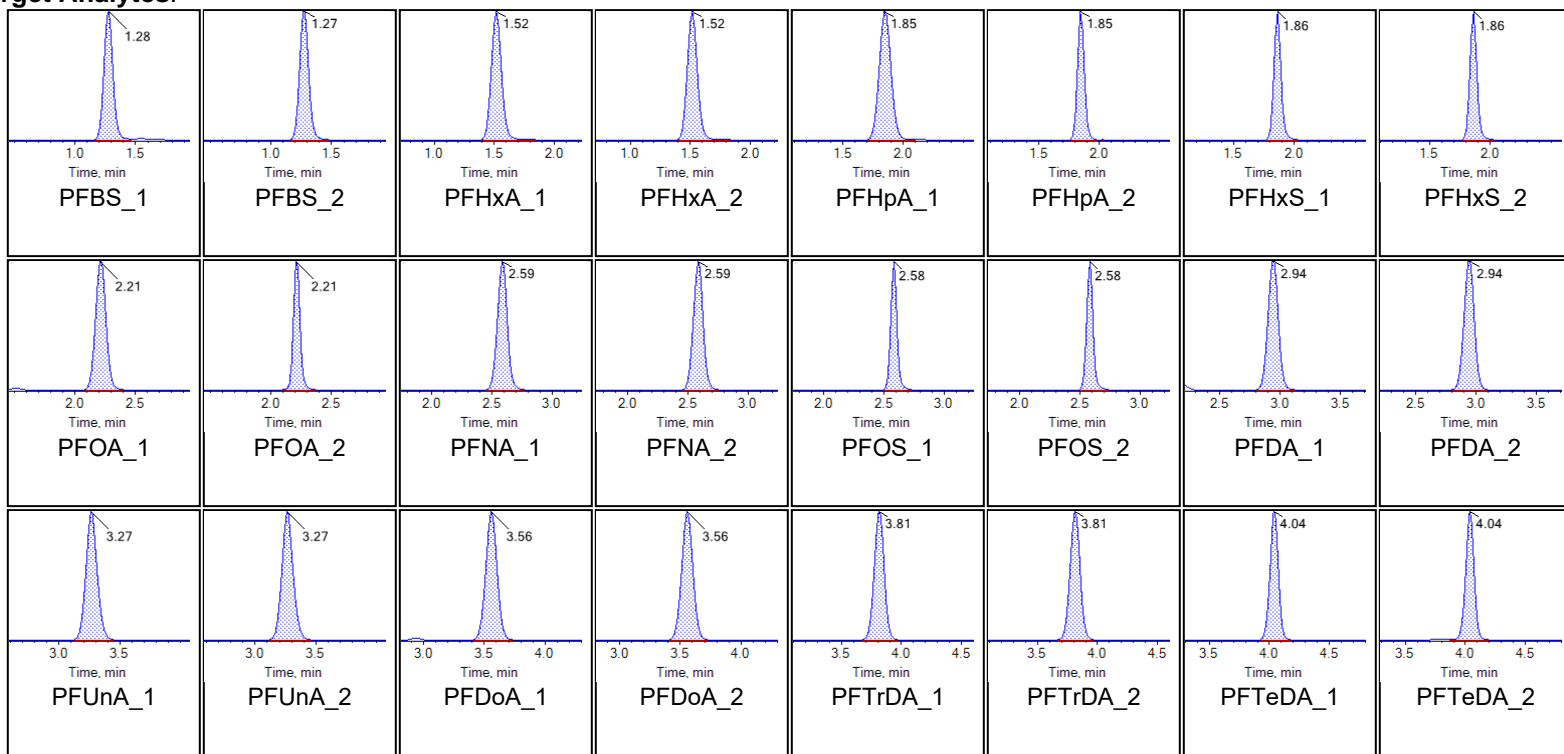 rget Analytes:
1.28 1.27 1.52 1.52 1.85 1.85 1.86 1.86
1.0 1.5 1.0 1.5 1.0 1.5 2.0 1.0 1.5 2.0 1.5 2.0 1.5 2.0 1.5 2.0 1.5 2.0
Time, min Time, min Time, min Time, min Time, min Time, min Time, min Time, min
PFBS_1 PFBS_2 PFHxA_1 PFHxA_2 PFHpA_1 PFHpA_2 PFHxS_1 PFHxS_2
2.21 2.21 2.59 2.59 2.58 2.58 2.94 2.94
2.0 2.5 2.0 2.5 2.0 2.5 3.0 2.0 2.5 3.0 2.0 2.5 3.0 2.0 2.5 3.0 2.5 3.0 3.5 2.5 3.0 3.5
Time, min Time, min Time, min Time, min Time, min Time, min Time, min Time, min
PFOA_1 PFOA_2 PFNA_1 PFNA_2 PFOS_1 PFOS_2 PFDA_1 PFDA_2
3.27 3.27 3.56 3.56 3.81 3.81 4.04 4.04
3.0 3.5 3.0 3.5 3.0 3.5 4.0 3.0 3.5 4.0 3.5 4.0 4.5 3.5 4.0 4.5 3.5 4.0 4.5 3.5 4.0 4.5
Time, min Time, min Time, min Time, min Time, min Time, min Time, min Time, min
PFUnA_1 PFUnA_2 PFDoA_1 PFDoA_2 PFTrDA_1 PFTrDA_2 PFTeDA_1 PFTeDA_2